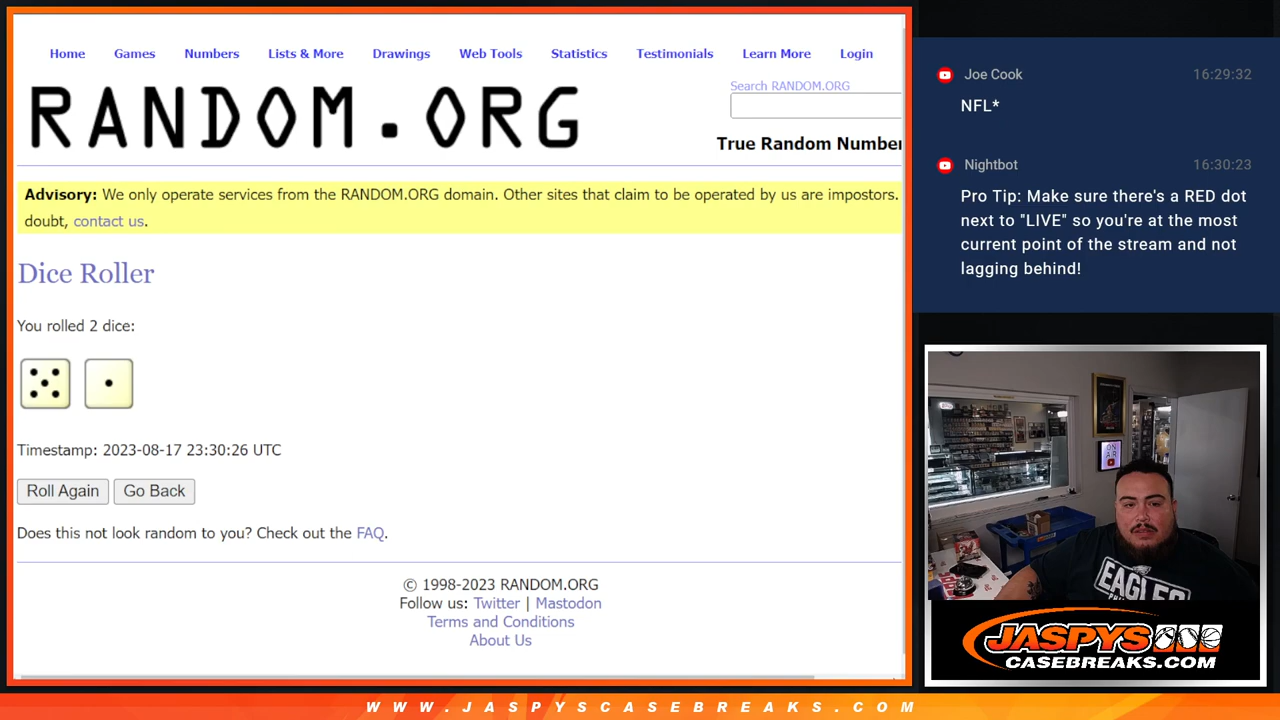 Home Games Numbers Lists & More Drawings Web Tools Statistics Testimonials Learn More Login
RANDOM.ORG
Search RANDOM.ORG
True Random Number
Advisory: We only operate services from the RANDOM.ORG domain. Other sites that claim to be operated by us are impostors.
doubt, contact us.
Dice Roller
You rolled 2 dice:
Timestamp: 2023-08-17 23:30:26 UTC
Roll Again Go Back
Does this not look random to you? Check out the FAQ.
© 1998-2023 RANDOM.ORG
Follow us: Twitter | Mastodon
Terms and Conditions
About Us
Joe Cook 16:29:32
NFL*
Nightbot 16:30:23
Pro Tip: Make sure there's a RED dot
next to "LIVE" so you're at the most
current point of the stream and not
lagging behind!
ON
AIR
EAGLES
JASPYS
CASEBREAKS.COM
WWW.JASPYSCASEBREAKS.COM